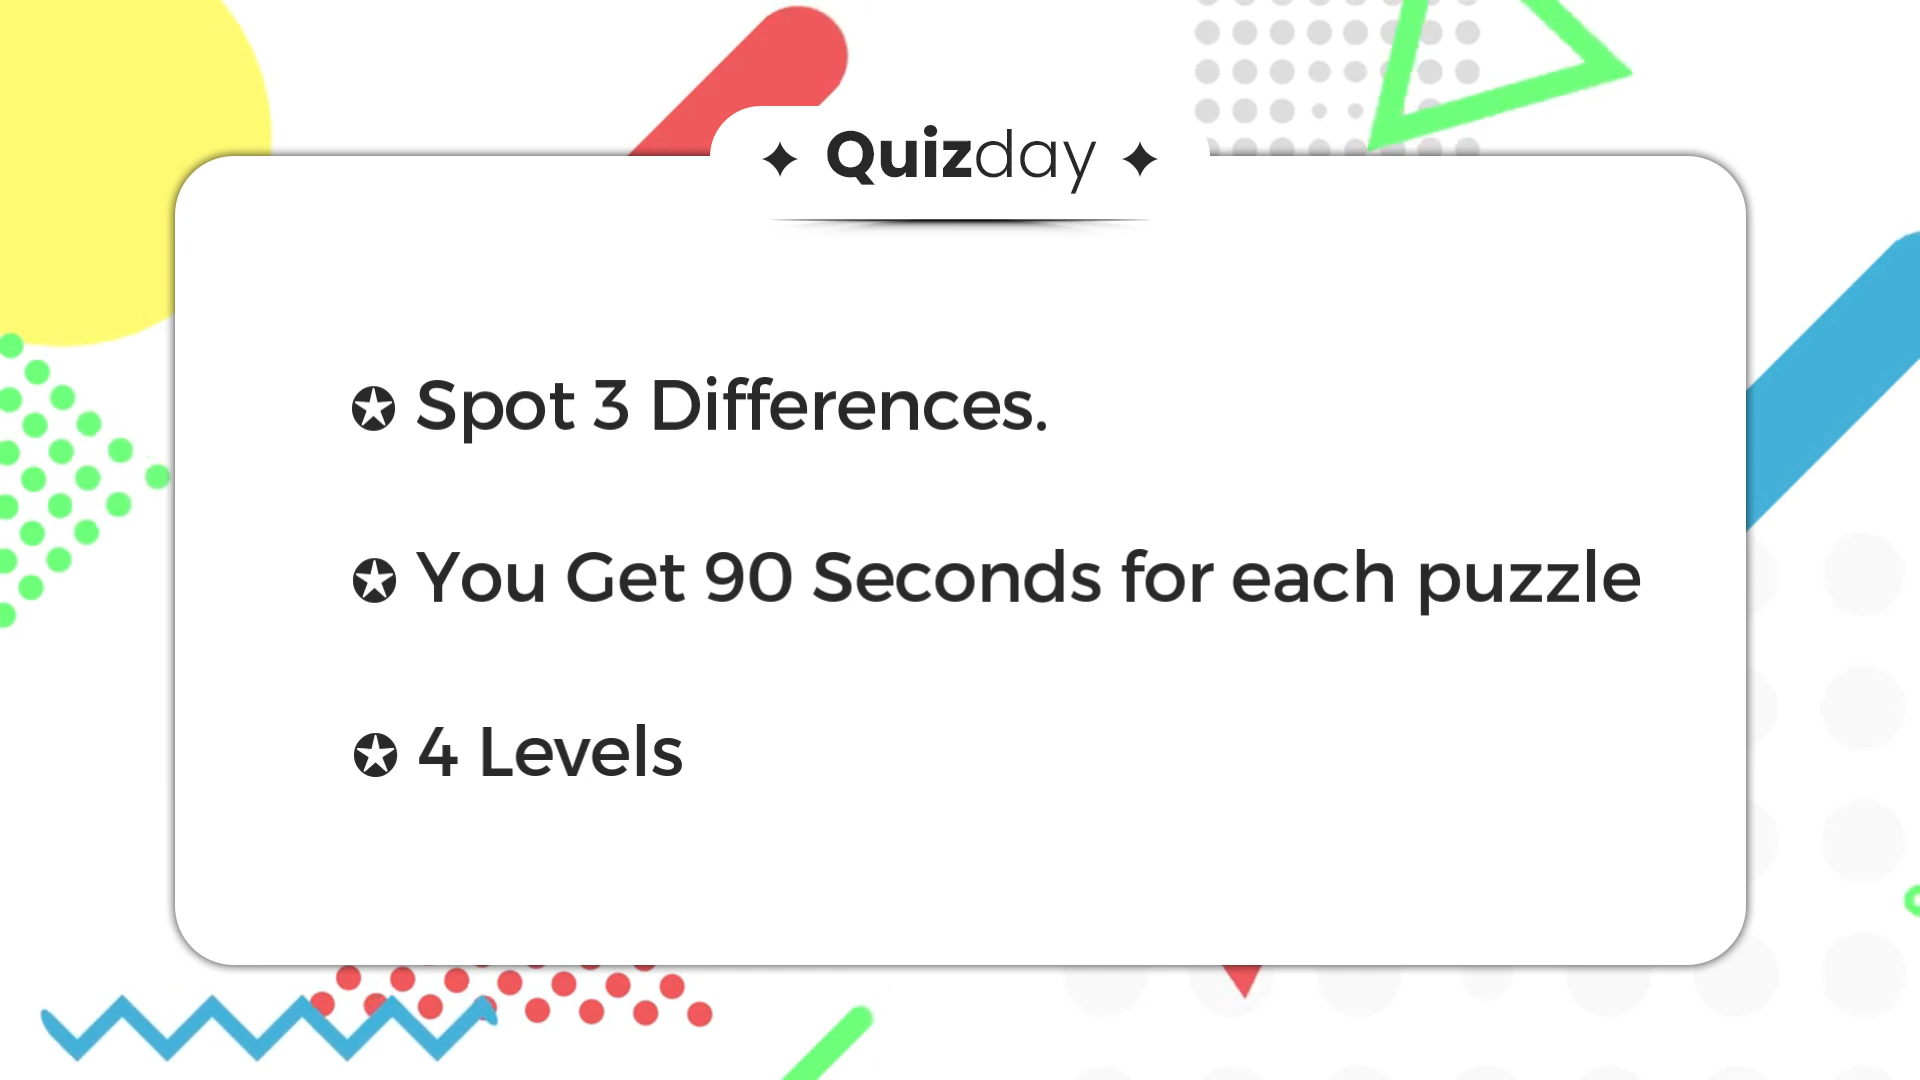 Quizday
✪ Spot 3 Differences.
✪ You Get 90 Seconds for each puzzle
✪ 4 Levels